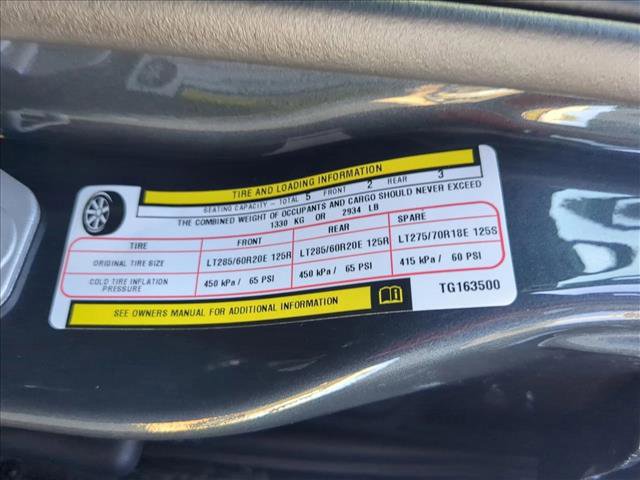 TIRE AND LOADING INFORMATION
SEATING CAPACITY - TOTAL 5 FRONT 2 REAR 3
THE COMBINED WEIGHT OF OCCUPANTS AND CARGO SHOULD NEVER EXCEED
1330 KG OR 2934 LB
TIRE FRONT REAR SPARE
ORIGINAL TIRE SIZE LT285/60R20E 125R LT285/60R20E 125R LT275/70R18E 125S
COLD TIRE INFLATION PRESSURE 450 kPa / 65 PSI 450 kPa / 65 PSI 415 kPa / 60 PSI
SEE OWNERS MANUAL FOR ADDITIONAL INFORMATION
TG163500